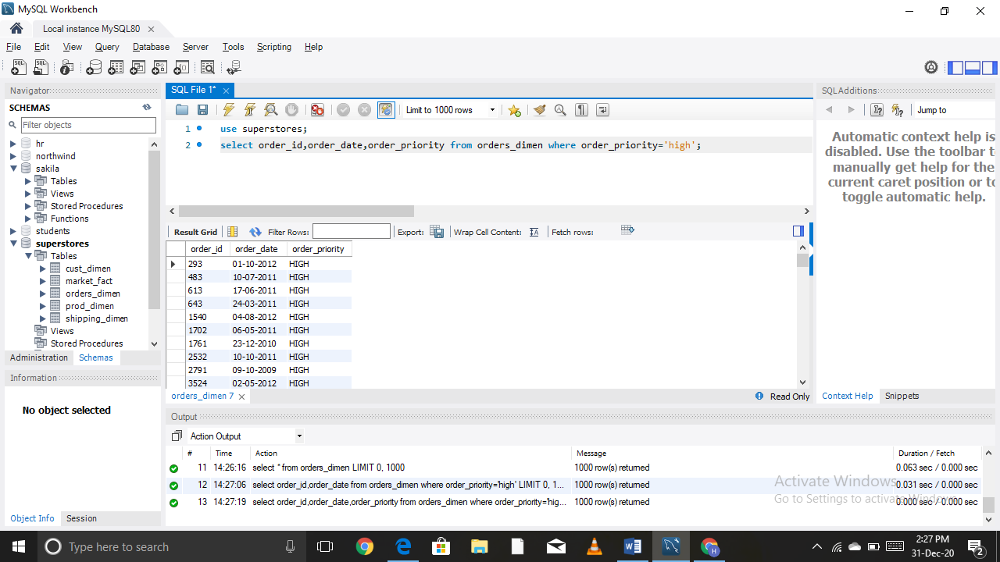 MySQL Workbench
Local instance MySQL80
File Edit View Query Database Server Tools Scripting Help
Navigator
SCHEMAS
Filter objects
hr
northwind
sakila
Tables
Views
Stored Procedures
Functions
students
superstores
Tables
cust_dimen
market_fact
orders_dimen
prod_dimen
shipping_dimen
Views
Stored Procedures
Administration Schemas
Information
No object selected
Object Info Session
SQL File 1*
Limit to 1000 rows
1 use superstores;
2 select order_id,order_date,order_priority from orders_dimen where order_priority='high';
Result Grid Filter Rows: Export: Wrap Cell Content: Fetch rows:
order_id order_date order_priority
293 01-10-2012 HIGH
483 10-07-2011 HIGH
613 17-06-2011 HIGH
643 24-03-2011 HIGH
1540 04-08-2012 HIGH
1702 06-05-2011 HIGH
1761 23-12-2010 HIGH
2532 10-10-2011 HIGH
2791 09-10-2009 HIGH
3524 02-05-2012 HIGH
orders_dimen 7
Read Only
SQLAdditions
Jump to
Automatic context help is
disabled. Use the toolbar t
manually get help for the
current caret position or to
toggle automatic help.
Context Help Snippets
Output
Action Output
# Time Action Message Duration / Fetch
11 14:26:16 select * from orders_dimen LIMIT 0, 1000 1000 row(s) returned 0.063 sec / 0.000 sec
12 14:27:06 select order_id,order_date from orders_dimen where order_priority='high' LIMIT 0, 1... 1000 row(s) returned 0.031 sec / 0.000 sec
13 14:27:19 select order_id,order_date,order_priority from orders_dimen where order_priority='hig... 1000 row(s) returned 0.000 sec / 0.000 sec
Activate Windows
Go to Settings to activate Windows.
Type here to search
2:27 PM
31-Dec-20
2